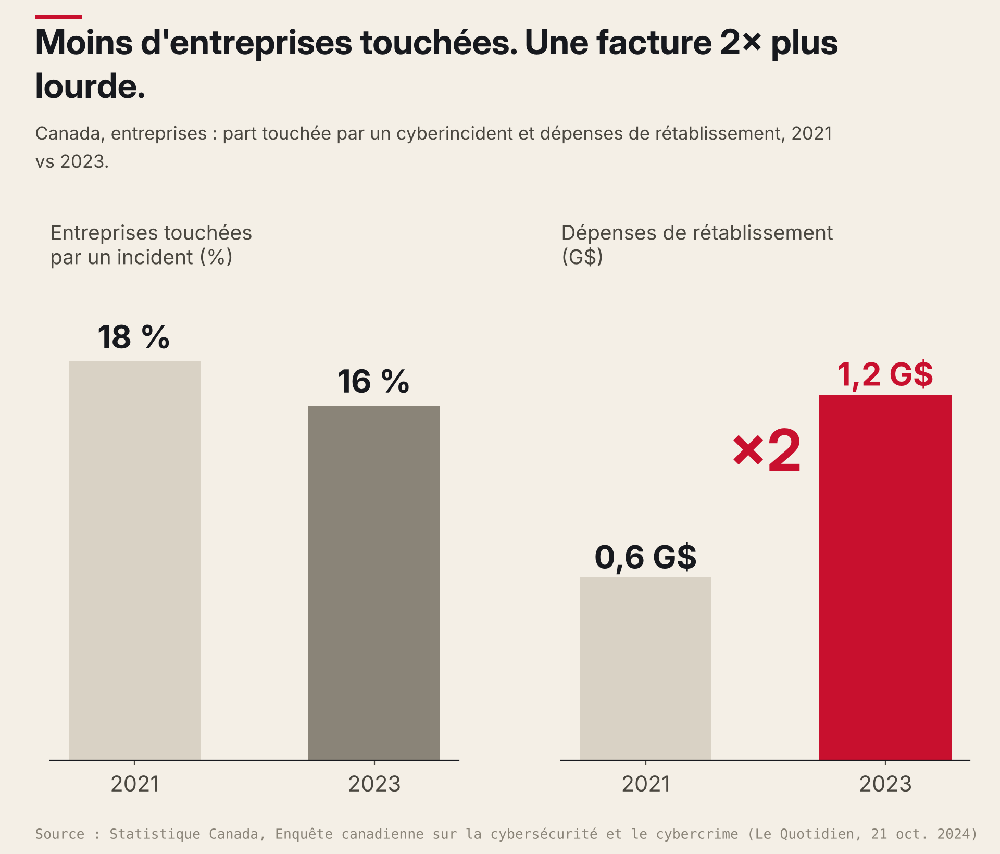 Moins d'entreprises touchées. Une facture 2× plus
lourde.
Canada, entreprises : part touchée par un cyberincident et dépenses de rétablissement, 2021
vs 2023.
Entreprises touchées
par un incident (%)
18 %
16 %
2021
2023
Dépenses de rétablissement
(G$)
0,6 G$
×2
1,2 G$
2021
2023
Source : Statistique Canada, Enquête canadienne sur la cybersécurité et le cybercrime (Le Quotidien, 21 oct. 2024)